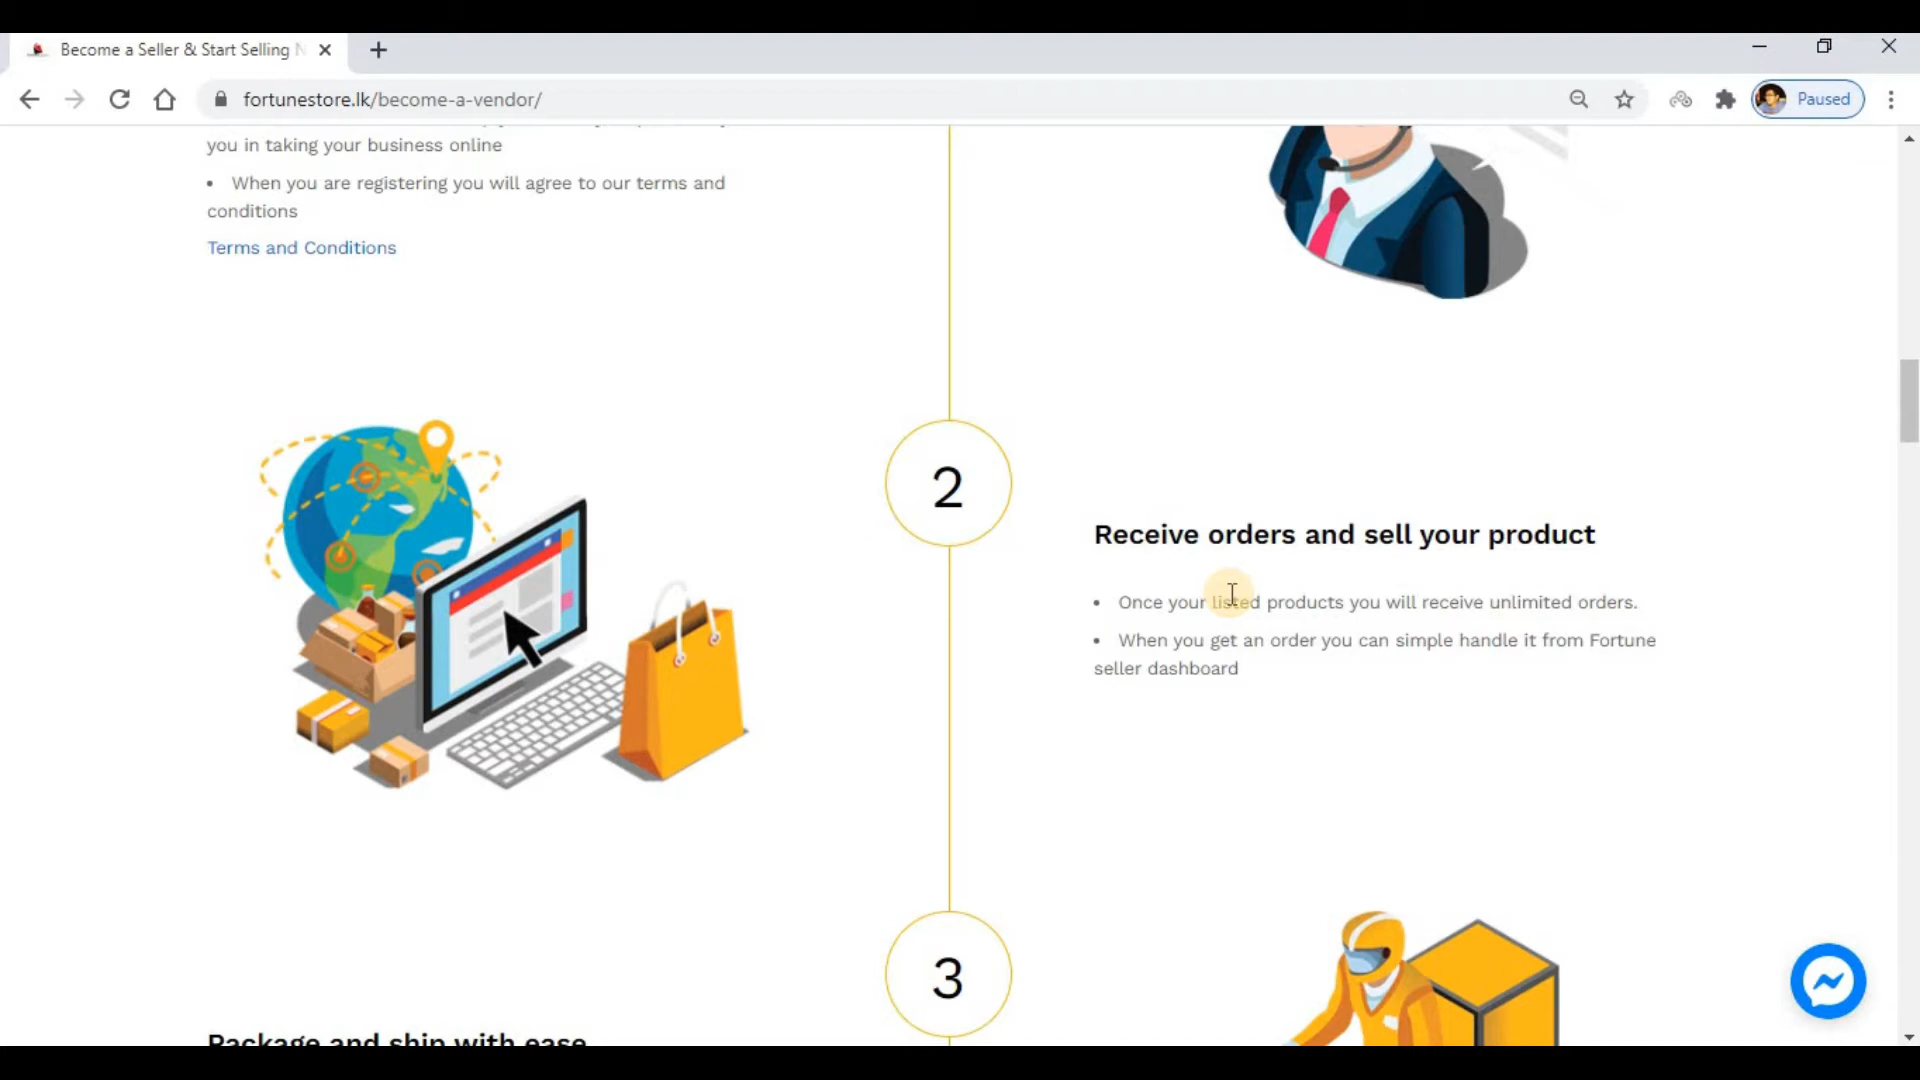 Become a Seller & Start Selling N
fortunestore.lk/become-a-vendor/
Paused
you in taking your business online
• When you are registering you will agree to our terms and
conditions
Terms and Conditions
2
Receive orders and sell your product
• Once your listed products you will receive unlimited orders.
• When you get an order you can simple handle it from Fortune
seller dashboard
3
Package and ship with ease